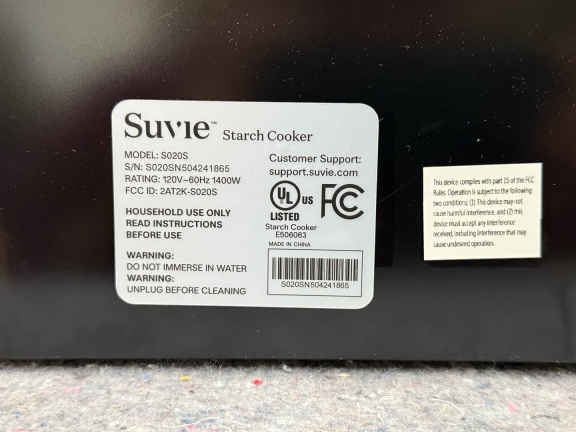 Suvie™ Starch Cooker
MODEL: S020S
S/N: S020SN504241865
RATING: 120V~60Hz 1400W
FCC ID: 2AT2K-S020S
HOUSEHOLD USE ONLY
READ INSTRUCTIONS
BEFORE USE
WARNING:
DO NOT IMMERSE IN WATER
WARNING:
UNPLUG BEFORE CLEANING
Customer Support:
support.suvie.com
UL US FC
LISTED
Starch Cooker
E506063
MADE IN CHINA
S020SN504241865
This device complies with part 15 of the FCC
Rules. Operation is subject to the following
two conditions: (1) This device may not
cause harmful interference, and (2) this
device must accept any interference
received, including interference that may
cause undesired operation.